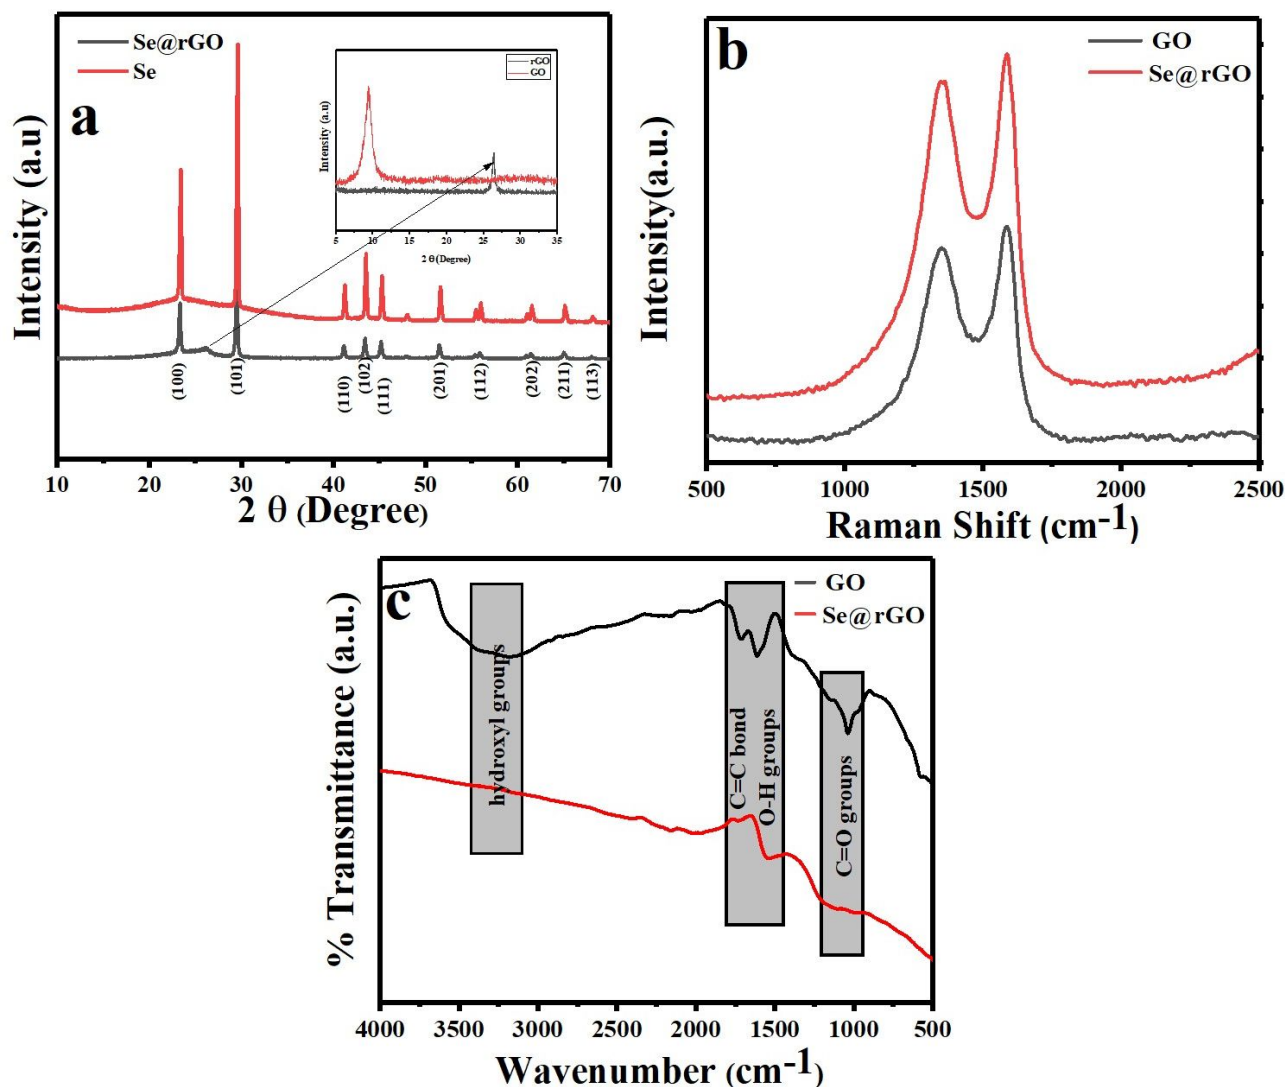 a
Se@rGO
Se
Intensity (a.u)
rGO
GO
Intensity (a.u)
5 10 15 20 25 30 35
2 θ (Degree)
(100) (101) (110) (102) (111) (201) (112) (202) (211) (113)
10 20 30 40 50 60 70
2 θ (Degree)
b
GO
Se@rGO
Intensity(a.u.)
500 1000 1500 2000 2500
Raman Shift (cm-1)
c
GO
Se@rGO
% Transmittance (a.u.)
hydroxyl groups
C=C bond
O-H groups
C=O groups
4000 3500 3000 2500 2000 1500 1000 500
Wavenumber (cm-1)